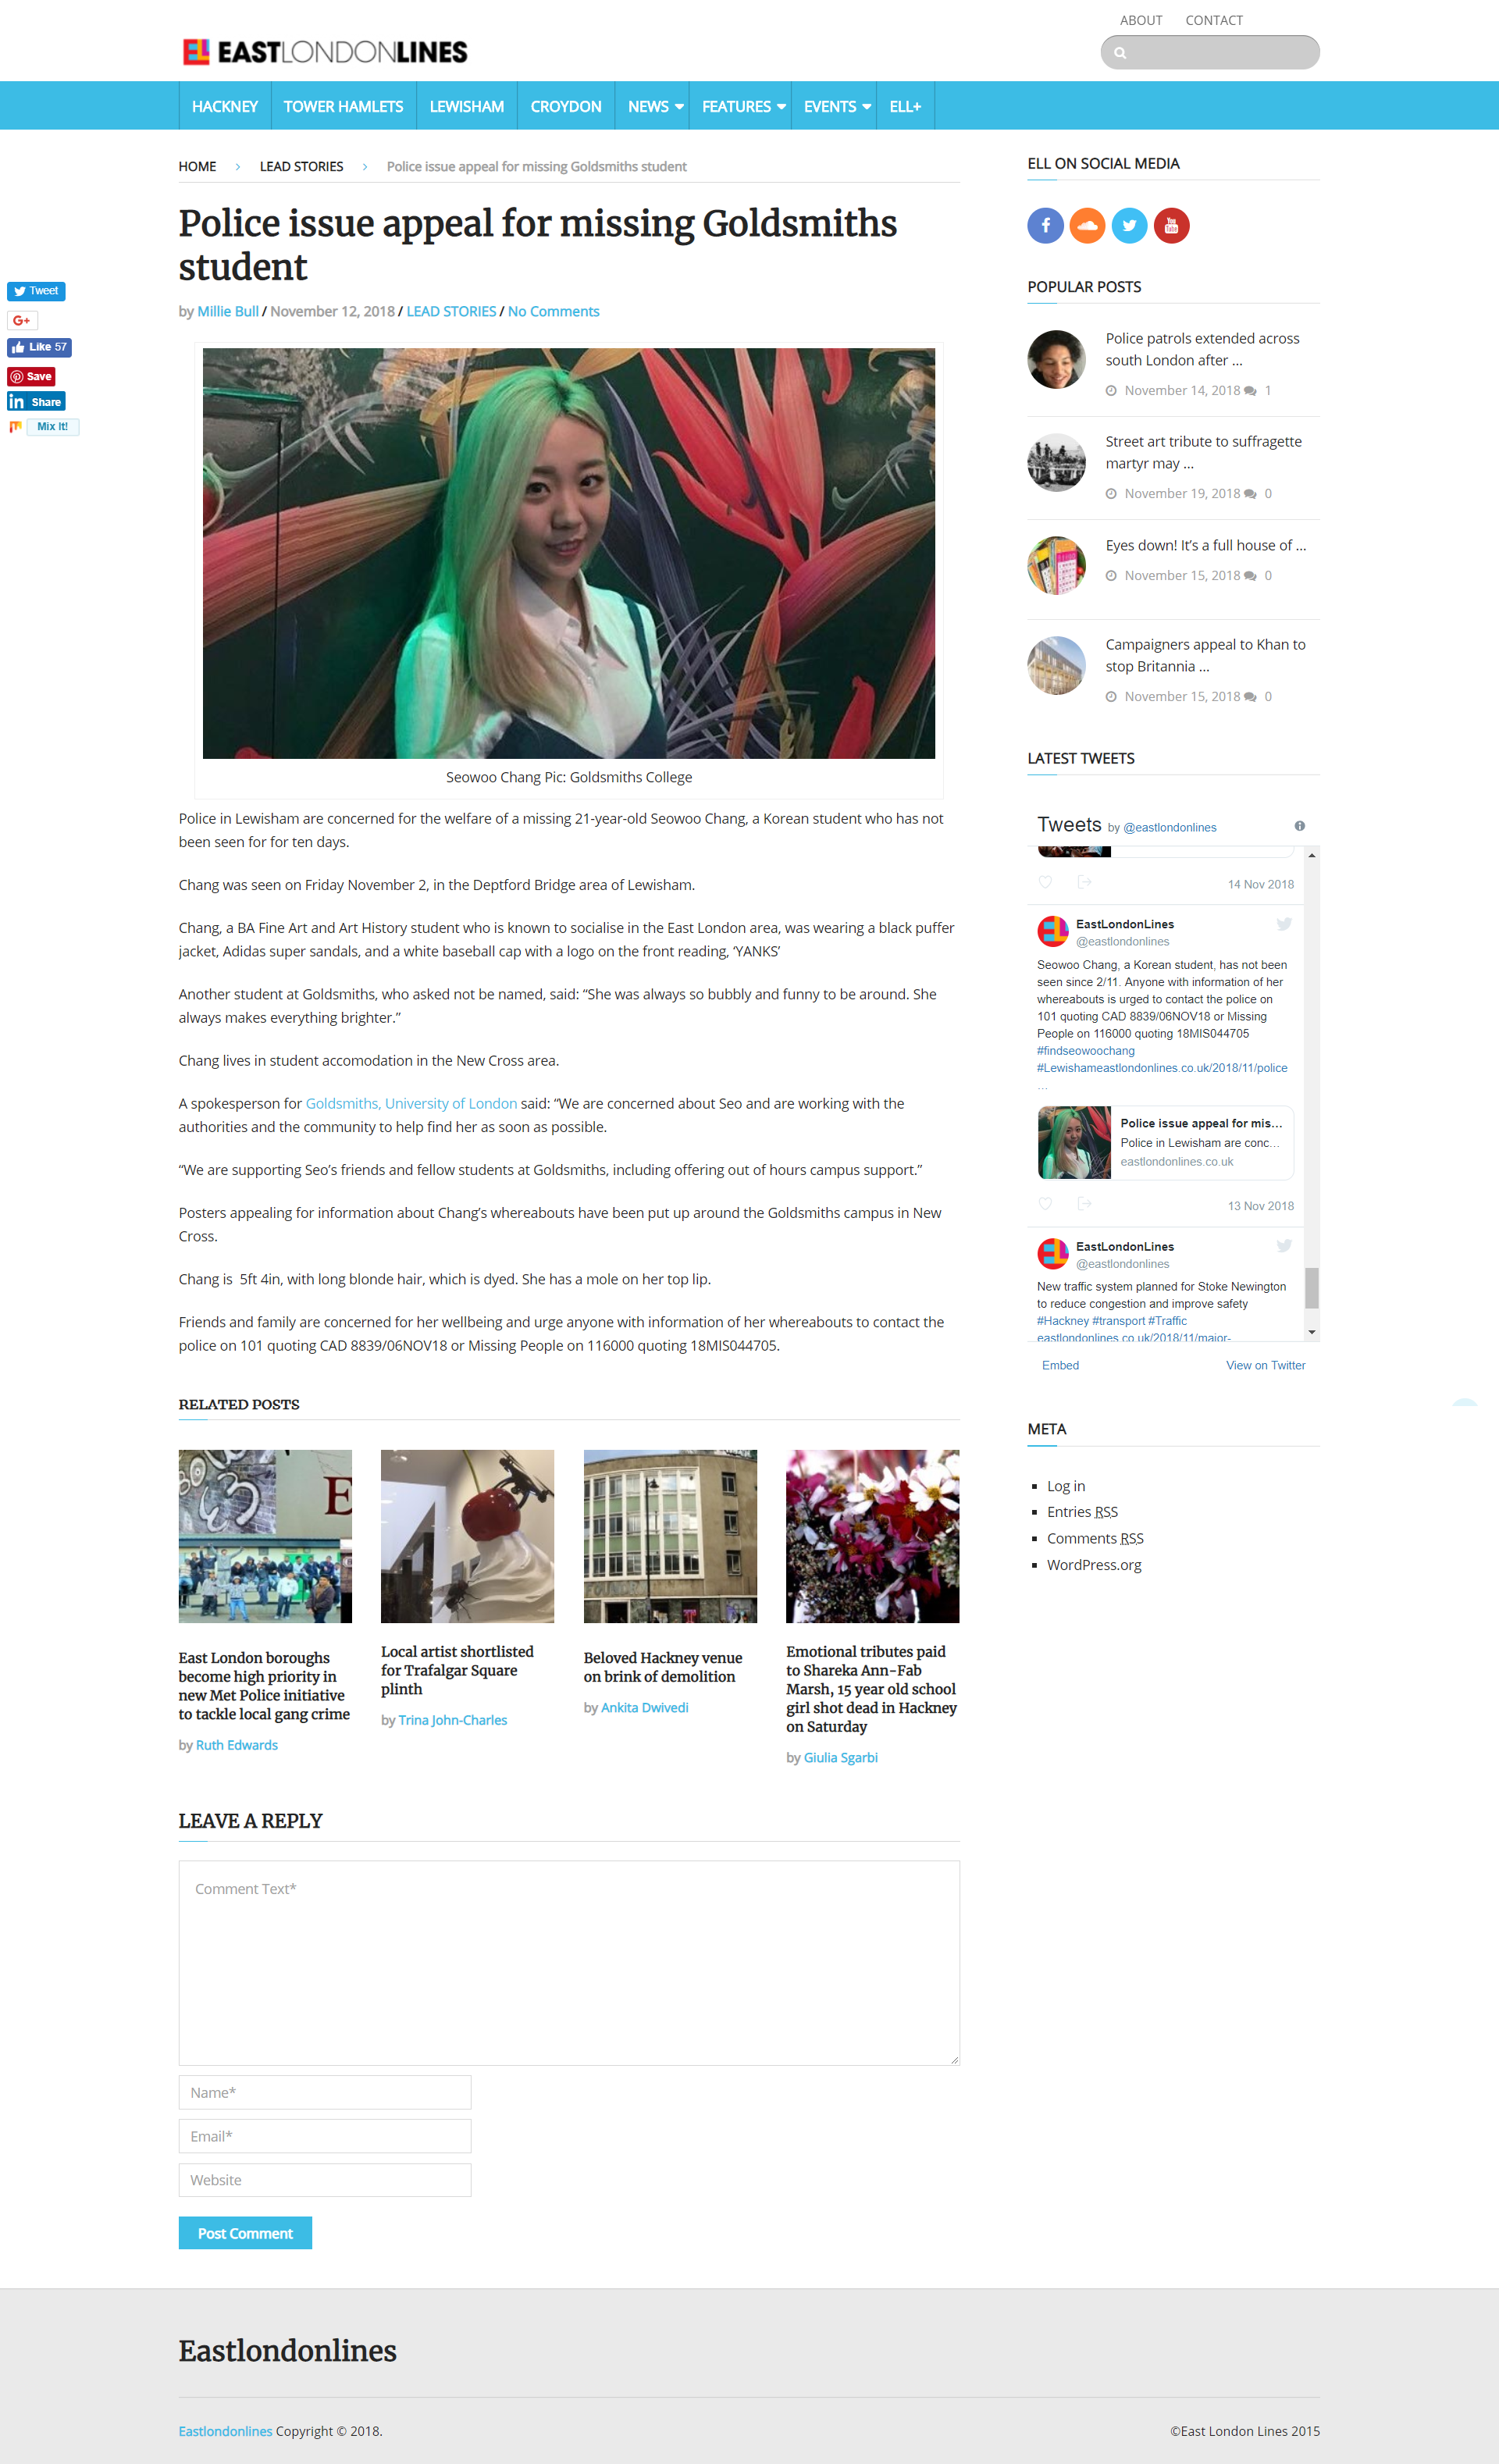 ABOUT CONTACT
EASTLONDONLINES
HACKNEY TOWER HAMLETS LEWISHAM CROYDON NEWS FEATURES EVENTS ELL+
HOME LEAD STORIES Police issue appeal for missing Goldsmiths student
Police issue appeal for missing Goldsmiths
student
by Millie Bull / November 12, 2018 / LEAD STORIES / No Comments
Tweet
G+
Like 57
Save
in Share
Mix It!
Seowoo Chang Pic: Goldsmiths College
Police in Lewisham are concerned for the welfare of a missing 21-year-old Seowoo Chang, a Korean student who has not
been seen for for ten days.
Chang was seen on Friday November 2, in the Deptford Bridge area of Lewisham.
Chang, a BA Fine Art and Art History student who is known to socialise in the East London area, was wearing a black puffer
jacket, Adidas super sandals, and a white baseball cap with a logo on the front reading, ‘YANKS’
Another student at Goldsmiths, who asked not be named, said: “She was always so bubbly and funny to be around. She
always makes everything brighter.”
Chang lives in student accomodation in the New Cross area.
A spokesperson for Goldsmiths, University of London said: “We are concerned about Seo and are working with the
authorities and the community to help find her as soon as possible.
“We are supporting Seo’s friends and fellow students at Goldsmiths, including offering out of hours campus support.”
Posters appealing for information about Chang’s whereabouts have been put up around the Goldsmiths campus in New
Cross.
Chang is  5ft 4in, with long blonde hair, which is dyed. She has a mole on her top lip.
Friends and family are concerned for her wellbeing and urge anyone with information of her whereabouts to contact the
police on 101 quoting CAD 8839/06NOV18 or Missing People on 116000 quoting 18MIS044705.
RELATED POSTS
East London boroughs
become high priority in
new Met Police initiative
to tackle local gang crime
by Ruth Edwards
Local artist shortlisted
for Trafalgar Square
plinth
by Trina John-Charles
FOUNDRY
Beloved Hackney venue
on brink of demolition
by Ankita Dwivedi
Emotional tributes paid
to Shareka Ann-Fab
Marsh, 15 year old school
girl shot dead in Hackney
on Saturday
by Giulia Sgarbi
LEAVE A REPLY
Comment Text*
Name*
Email*
Website
Post Comment
ELL ON SOCIAL MEDIA
You Tube
POPULAR POSTS
Police patrols extended across
south London after ...
November 14, 2018 1
Street art tribute to suffragette
martyr may ...
November 19, 2018 0
Eyes down! It’s a full house of ...
November 15, 2018 0
Campaigners appeal to Khan to
stop Britannia ...
November 15, 2018 0
LATEST TWEETS
Tweets by @eastlondonlines
14 Nov 2018
EastLondonLines
@eastlondonlines
Seowoo Chang, a Korean student, has not been
seen since 2/11. Anyone with information of her
whereabouts is urged to contact the police on
101 quoting CAD 8839/06NOV18 or Missing
People on 116000 quoting 18MIS044705
#findseowoochang
#Lewishameastlondonlines.co.uk/2018/11/police
…
Police issue appeal for mis...
Police in Lewisham are conc...
eastlondonlines.co.uk
13 Nov 2018
EastLondonLines
@eastlondonlines
New traffic system planned for Stoke Newington
to reduce congestion and improve safety
#Hackney #transport #Traffic
eastlondonlines.co.uk/2018/11/major-
Embed View on Twitter
META
Log in
Entries RSS
Comments RSS
WordPress.org
Eastlondonlines
Eastlondonlines Copyright © 2018.
©East London Lines 2015